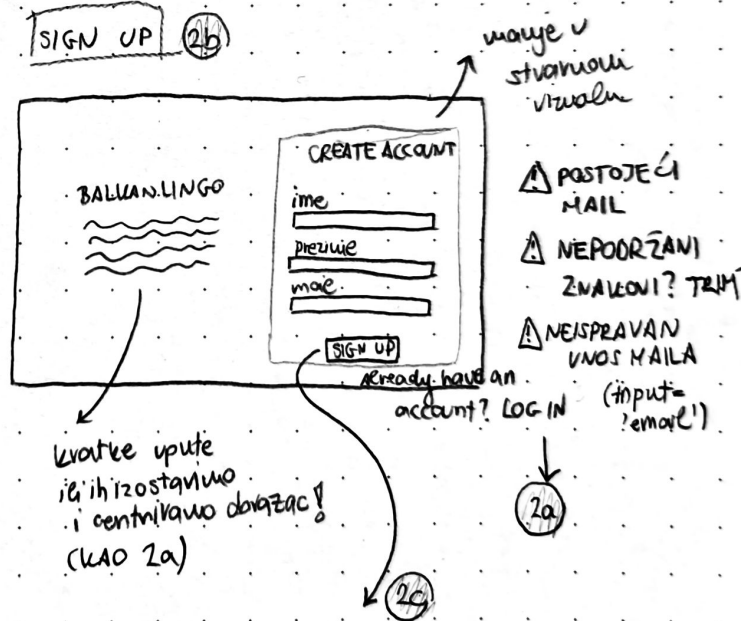 SIGN UP
2b
manje u
stvarnom
vizualu
CREATE ACCOUNT
BALKAN.LINGO
ime
prezime
mail
SIGN UP
already have an
account? LOG IN
2a
⚠ POSTOJEĆI
MAIL
⚠ NEPODRŽANI
ZNAKOVI? TRIM
⚠ NEISPRAVAN
UNOS MAILA
(input=
'email')
kratke upute
ili ih izostavimo
i centriramo obrazac!
(KAO 2a)
2c